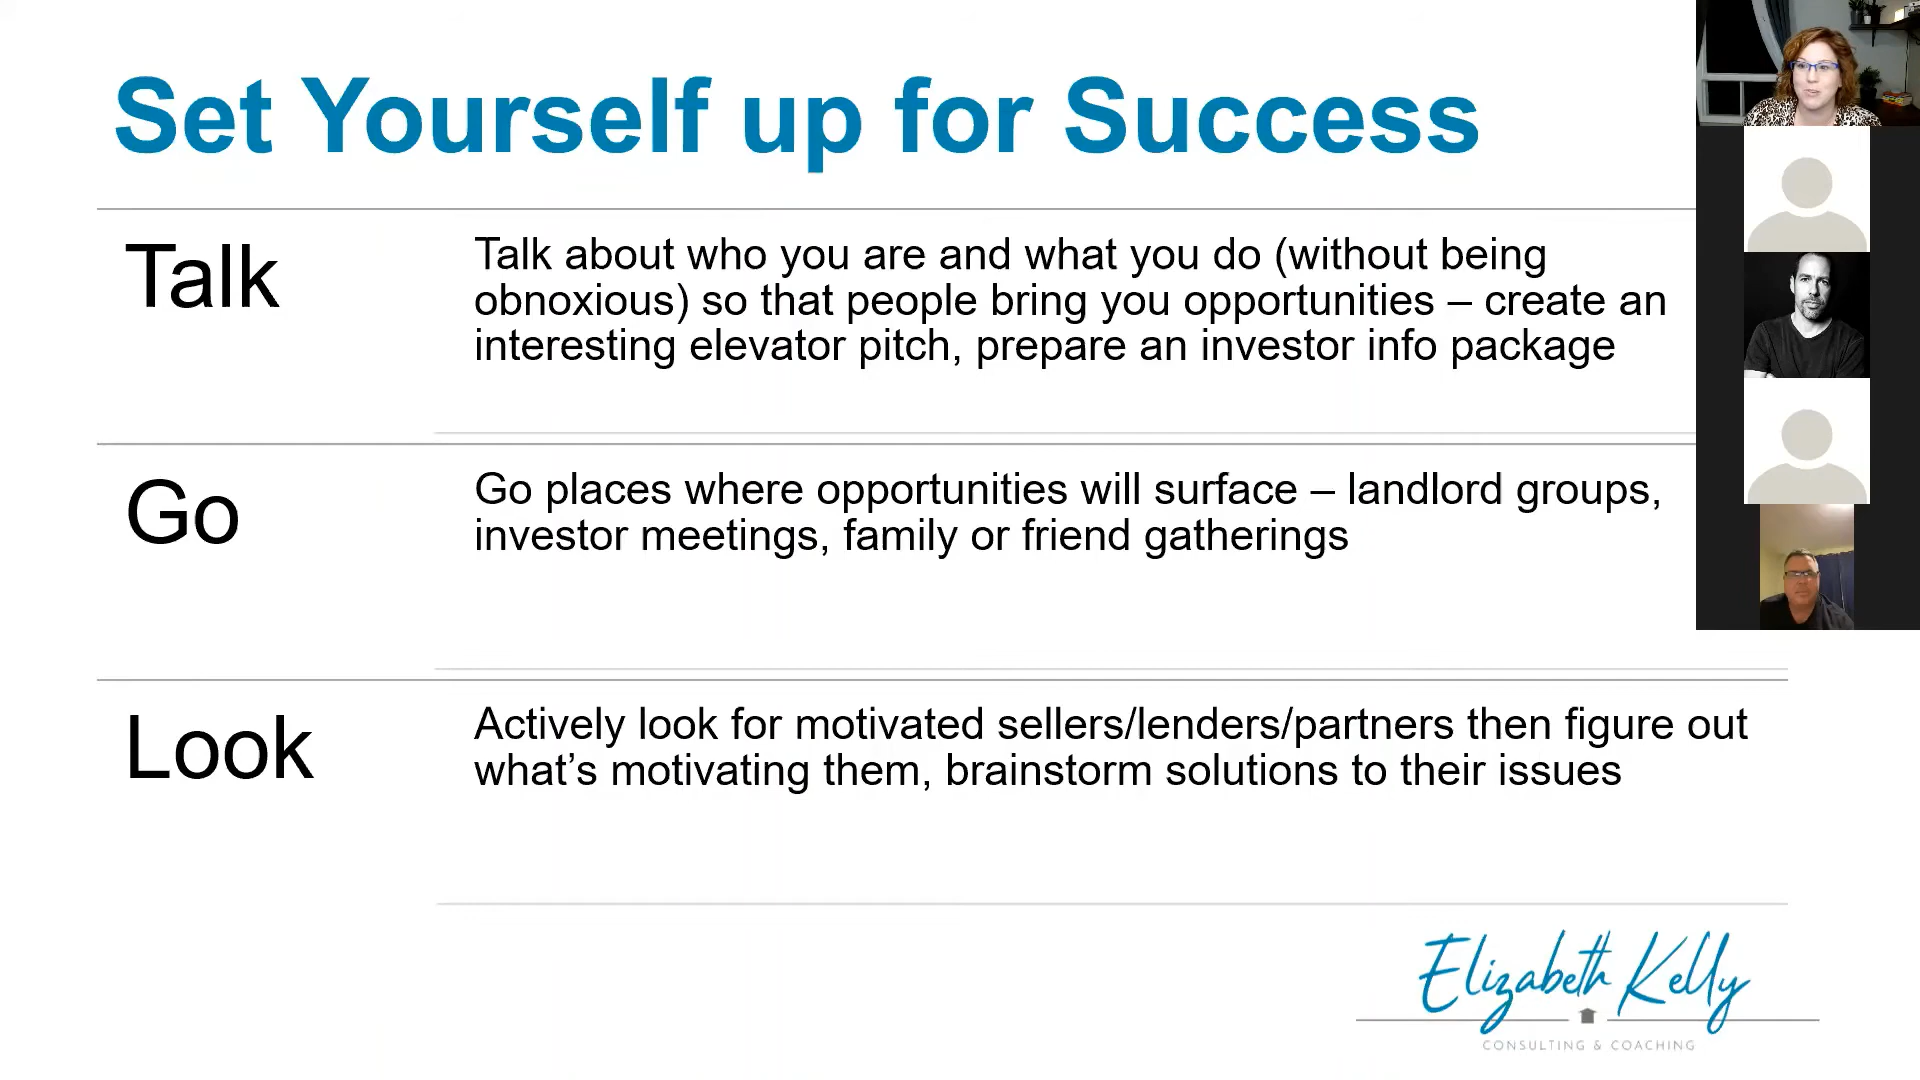 Set Yourself up for Success
Talk
Talk about who you are and what you do (without being
obnoxious) so that people bring you opportunities – create an
interesting elevator pitch, prepare an investor info package
Go
Go places where opportunities will surface – landlord groups,
investor meetings, family or friend gatherings
Look
Actively look for motivated sellers/lenders/partners then figure out
what’s motivating them, brainstorm solutions to their issues
Elizabeth Kelly
CONSULTING & COACHING